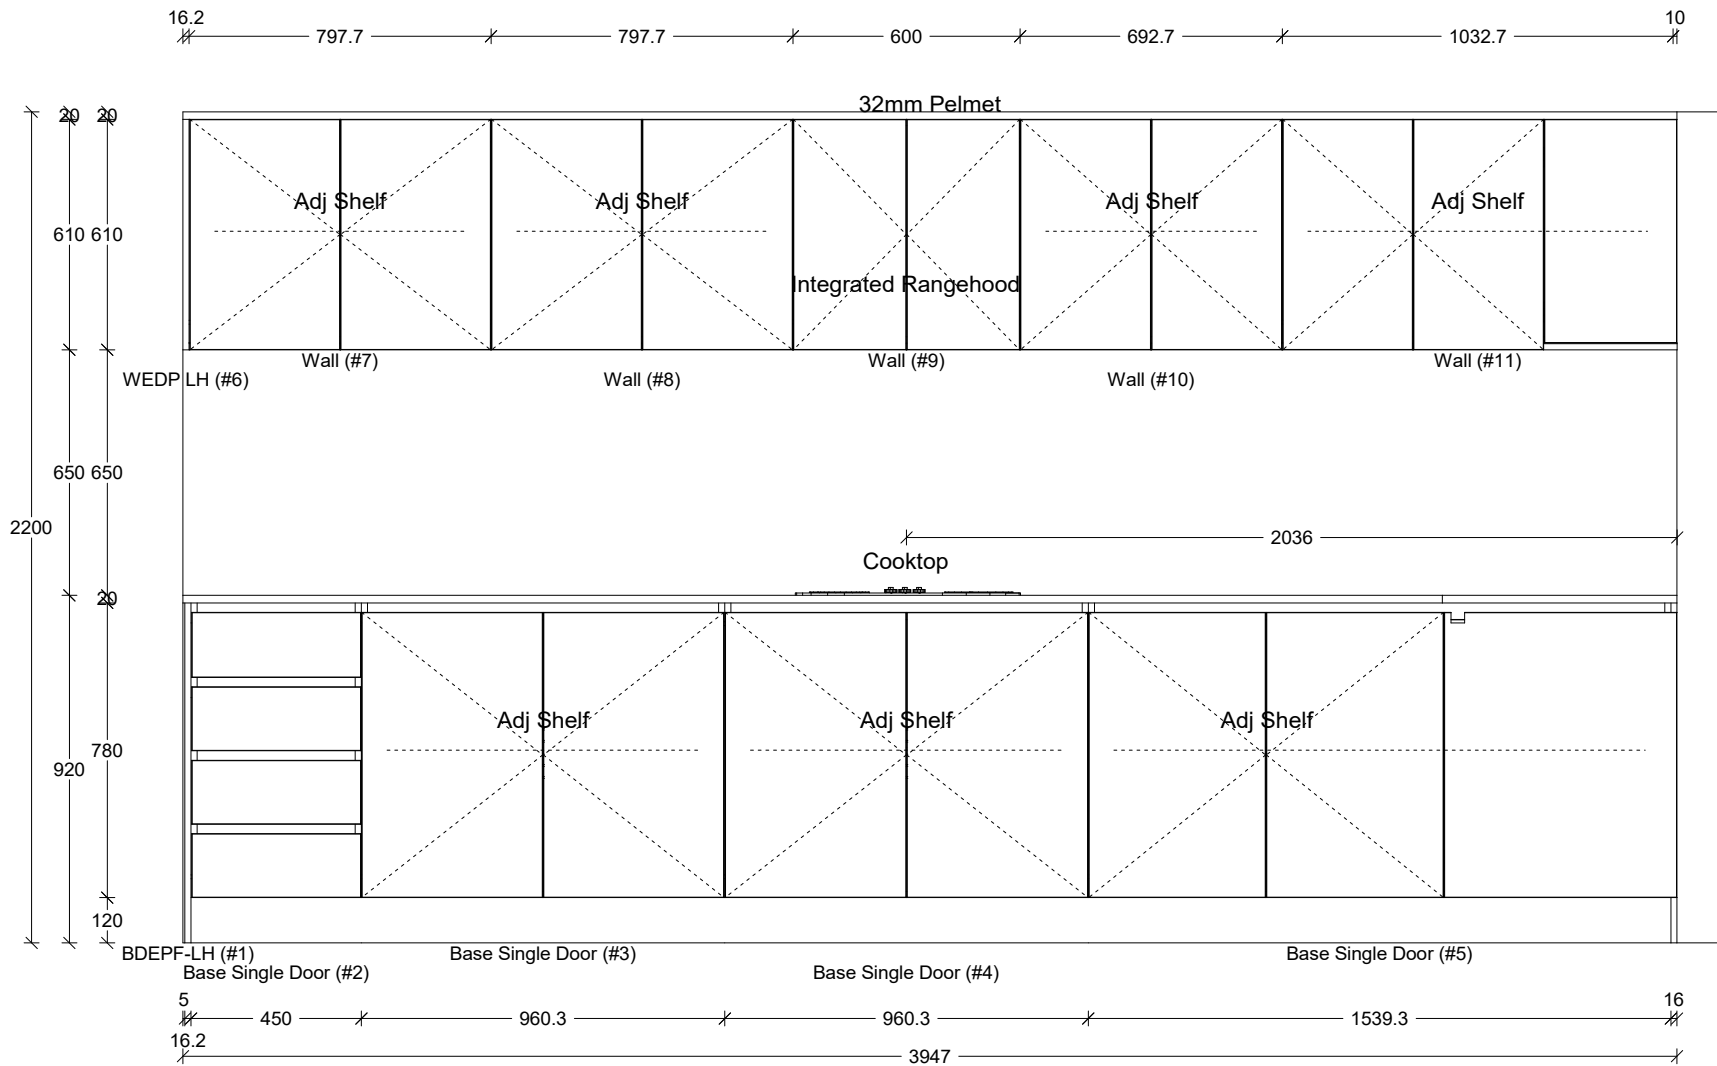 16.2
10
797.7
797.7
600
692.7
1032.7
32mm Pelmet
20
20
Adj Shelf
Adj Shelf
Adj Shelf
Adj Shelf
610
610
Integrated Rangehood
Wall (#7)
Wall (#9)
Wall (#11)
WEDP LH (#6)
Wall (#8)
Wall (#10)
650
650
2200
2036
Cooktop
20
Adj Shelf
Adj Shelf
Adj Shelf
780
920
120
BDEPF-LH (#1)
Base Single Door (#3)
Base Single Door (#5)
Base Single Door (#2)
Base Single Door (#4)
5
16
450
960.3
960.3
1539.3
16.2
3947